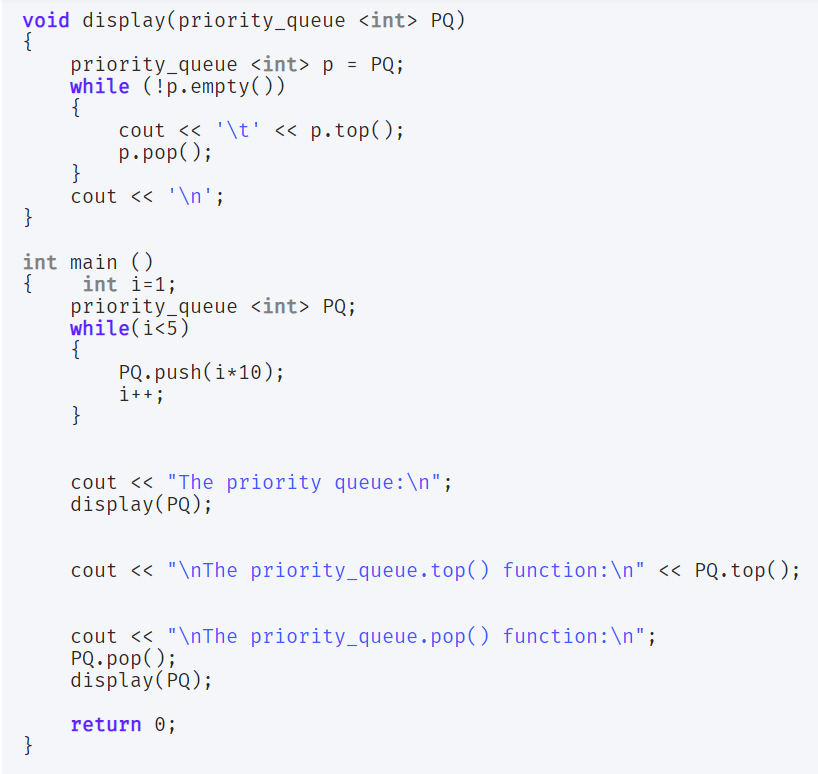 void display(priority_queue <int> PQ)
{
    priority_queue <int> p = PQ;
    while (!p.empty())
    {
        cout << '\t' << p.top();
        p.pop();
    }
    cout << '\n';
}

int main ()
{    int i=1;
    priority_queue <int> PQ;
    while(i<5)
    {
        PQ.push(i*10);
        i++;
    }


    cout << "The priority queue:\n";
    display(PQ);


    cout << "\nThe priority_queue.top() function:\n" << PQ.top();


    cout << "\nThe priority_queue.pop() function:\n";
    PQ.pop();
    display(PQ);

    return 0;
}